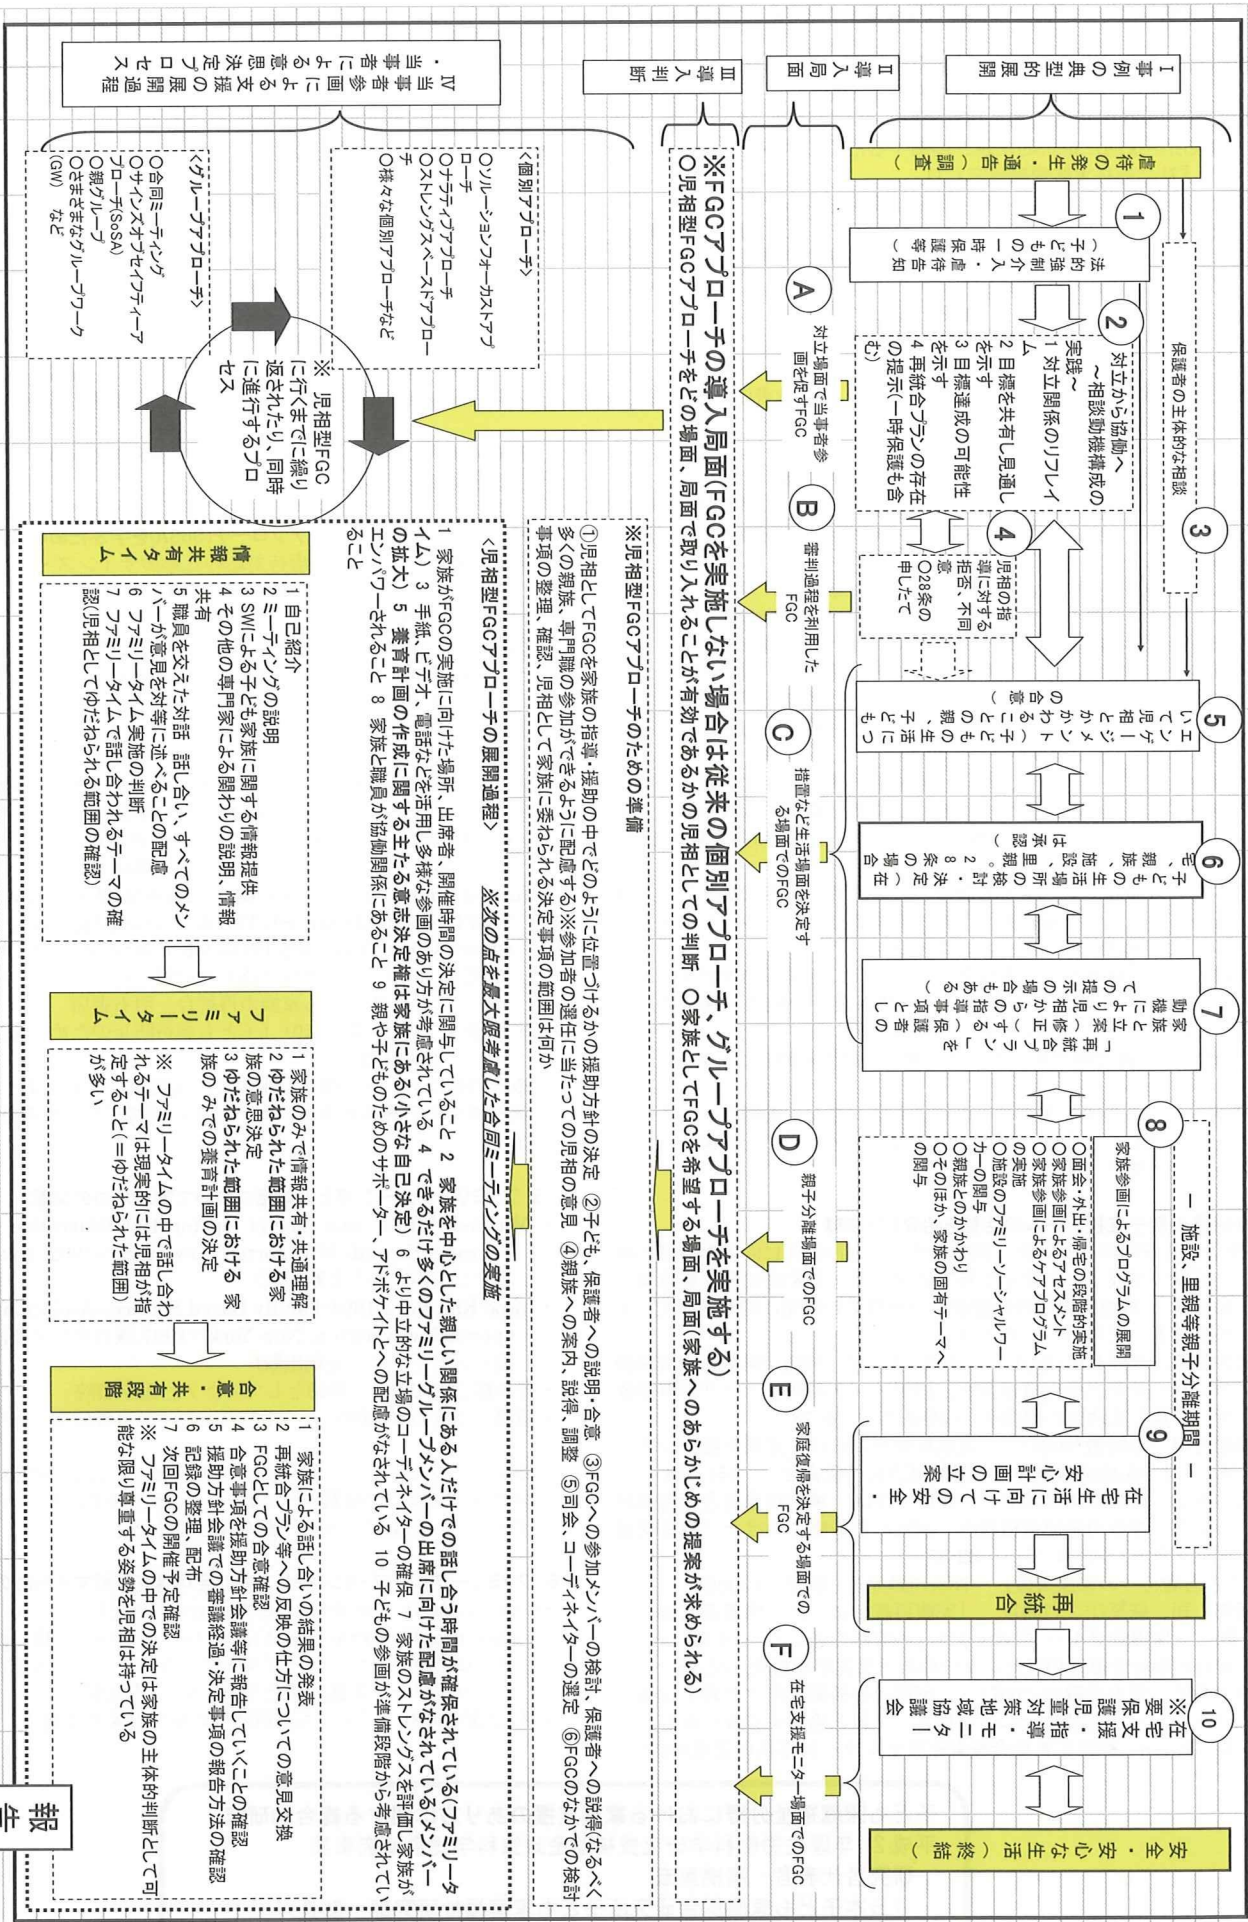 Ⅰ事例の典型的展開
虐待の発生・通告(調査)
①
法的強制介入・虐待告知
(子どもの一時保護等)
②
対立から協働へ
~相談動機構成の
実践~
1 対立関係のリフレイ
ム
2 目標を共有し見通し
を示す
3 目標達成の可能性
を示す
4 再統合プランの存在
の提示(一時保護も含
む)
保護者の主体的な相談
③
④
児相の指
導に対する
拒否、不同
意
○28条の
申したて
⑤
エンゲージメント(子どもの生活につ
いて児相とかかわることの親、子ども
の合意)
⑥
子どもの生活場所の検討・決定(在
宅、親族、施設、里親。28条の場合
は承認)
⑦
「再統合プラン」を
家族と立案(修正)する(保護者の
動機により児相からの指導事項とし
ての提示の場合もある)
- 施設、里親等親子分離期間 -
⑧
家族参画によるプログラムの展開
○面会・外出・帰宅の段階的実施
○家族参画によるアセスメント
○家族参画によるケアプログラム
の実施
○施設のファミリーソーシャルワー
カーの関与
○親族とのかかわり
○そのほか、家族の固有テーマへ
の関与
⑨
在宅生活に向けての安全・
安心計画の立案
再統合
⑩
※在宅支援・指導・モニター
要保護児童対策地域協議会
安全・安心な生活(終結)
Ⅱ導入局面
A
対立場面で当事者参
画を促すFGC
B
審判過程を利用した
FGC
C
措置など生活場面を決定す
る場面でのFGC
D
親子分離場面でのFGC
E
家庭復帰を決定する場面での
FGC
F
在宅支援モニター場面でのFGC
Ⅲ導入判断
※FGCアプローチの導入局面(FGCを実施しない場合は従来の個別アプローチ、グループアプローチを実施する)
○児相型FGCアプローチをどの場面、局面で取り入れることが有効であるかの児相としての判断 ○家族としてFGCを希望する場面、局面(家族へのあらかじめの提案が求められる)
Ⅳ当事者参画による支援の展開過程
・当事者による意思決定プロセス
<個別アプローチ>
○ソルーションフォーカストアプ
ローチ
○ナラティブアプローチ
○ストレングスベースドアプロー
チ
○様々な個別アプローチなど
<グループアプローチ>
○合同ミーティング
○サインズオブセイフティーア
プローチ(SoSA)
○親グループ
○さまざまなグループワーク
(GW) など
※ 児相型FGC
に行くまでに繰り
返されたり、同時
に進行するプロ
セス
※児相型FGCアプローチのための準備
①児相としてFGCを家族の指導・援助の中でどのように位置づけるかの援助方針の決定 ②子ども、保護者への説明・合意 ③FGCへの参加メンバーの検討、保護者への説得(なるべく
多くの親族、専門職の参加ができるように配慮する)※参加者の選任に当たっての児相の意見 ④親族への案内、説得、調整 ⑤司会、コーディネイターの選定 ⑥FGCのなかでの検討
事項の整理、確認、児相として家族に委ねられる決定事項の範囲は何か
<児相型FGCアプローチの展開過程> ※次の点を最大限考慮した合同ミーティングの実施
1 家族がFGCの実施に向けた場所、出席者、開催時間の決定に関与していること 2 家族を中心とした親しい関係にある人だけでの話し合う時間が確保されている(ファミリータ
イム) 3 手紙、ビデオ、電話などを活用し多様な参画のあり方が考慮されている 4 できるだけ多くのファミリーグループメンバーの出席に向けた配慮がなされている(メンバー
の拡大) 5 養育計画の作成に関する主たる意志決定権は家族にある(小さな自己決定) 6 より中立的な立場のコーディネイターの確保 7 家族のストレングスを評価し家族が
エンパワーされること 8 家族と職員が協働関係にあること 9 親や子どものためのサポーター、アドボケイトとへの配慮がなされている 10 子どもの参画が準備段階から考慮されてい
ること
情報共有タイム
1 自己紹介
2 ミーティングの説明
3 SWによる子ども家族に関する情報提供
4 その他の専門家による関わりの説明、情報
共有
5 職員を交えた対話 話し合い、すべてのメン
バーが意見を対等に述べることの配慮
6 ファミリータイム実施の判断
7 ファミリータイムで話し合われるテーマの確
認(児相としてゆだねられる範囲の確認)
ファミリータイム
1 家族のみで情報共有・共通理解
2 ゆだねられた範囲における家
族の意思決定
3 ゆだねられた範囲における 家
族の みでの養育計画の決定
※ ファミリータイムの中で話し合わ
れるテーマは現実的には児相が指
定すること(=ゆだねられた範囲)
が多い
合意・共有段階
1 家族による話し合いの結果の発表
2 再統合プラン等への反映の仕方についての意見交換
3 FGCとしての合意確認
4 合意事項を援助方針会議等に報告していくことの確認
5 援助方針会議での審議経過・決定事項の報告方法の確認
6 記録の整理、配布
7 次回FGCの開催予定確認
※ ファミリータイムの中での決定は家族の主体的判断として可
能な限り尊重する姿勢を児相は持っている
報告